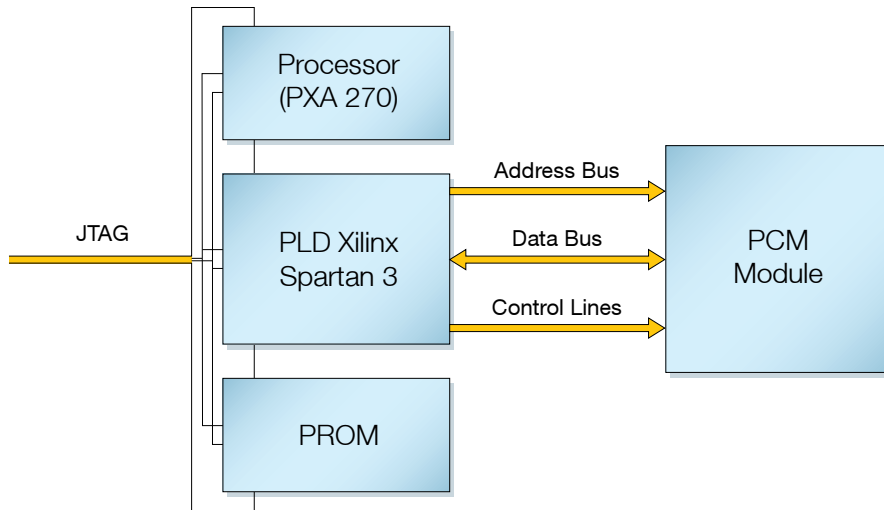 Processor
(PXA 270)
JTAG
PLD Xilinx
Spartan 3
Address Bus
Data Bus
Control Lines
PCM
Module
PROM